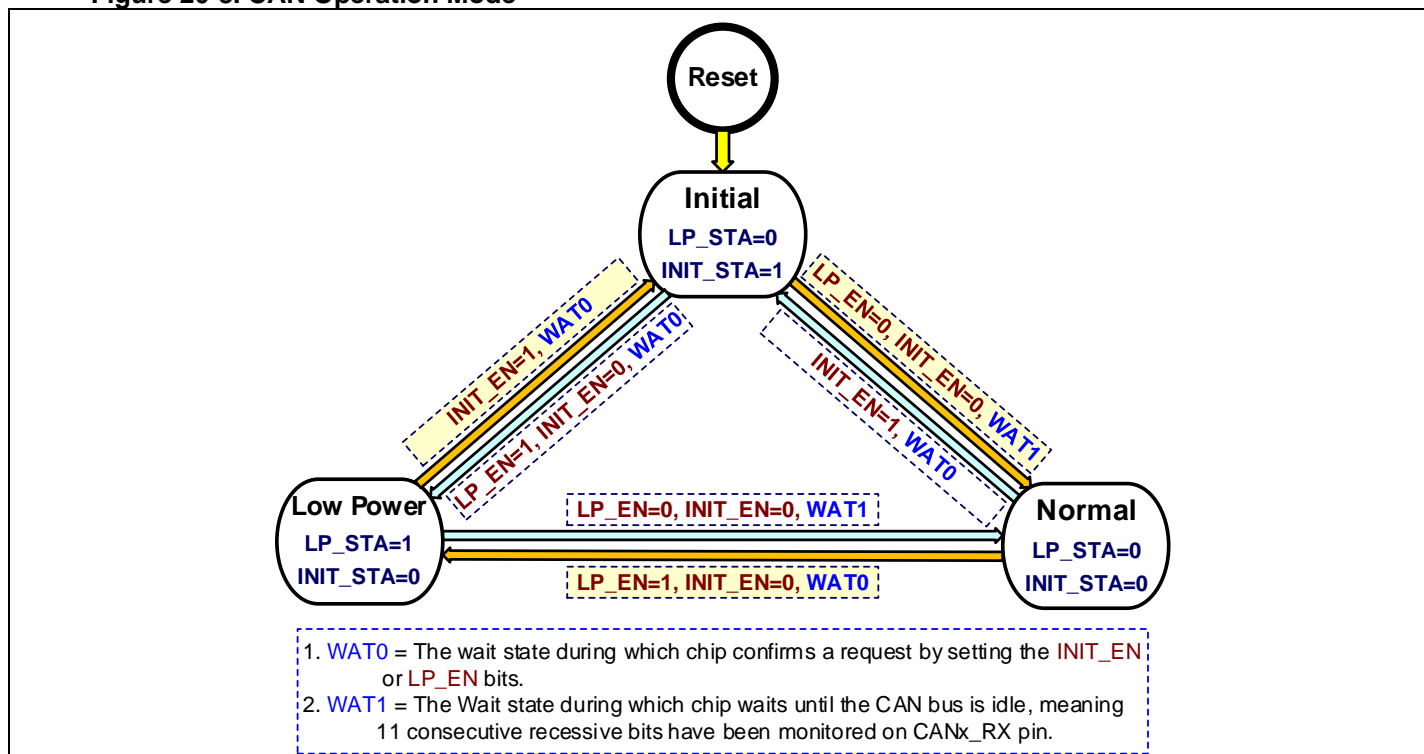 Reset
Initial
LP_STA=0
INIT_STA=1
INIT_EN=1, WAT0
LP_EN=1, INIT_EN=0, WAT0
LP_EN=0, INIT_EN=0, WAT1
INIT_EN=1, WAT0
Low Power
LP_STA=1
INIT_STA=0
LP_EN=0, INIT_EN=0, WAT1
LP_EN=1, INIT_EN=0, WAT0
Normal
LP_STA=0
INIT_STA=0
1. WAT0 = The wait state during which chip confirms a request by setting the INIT_EN
or LP_EN bits.
2. WAT1 = The Wait state during which chip waits until the CAN bus is idle, meaning
11 consecutive recessive bits have been monitored on CANx_RX pin.